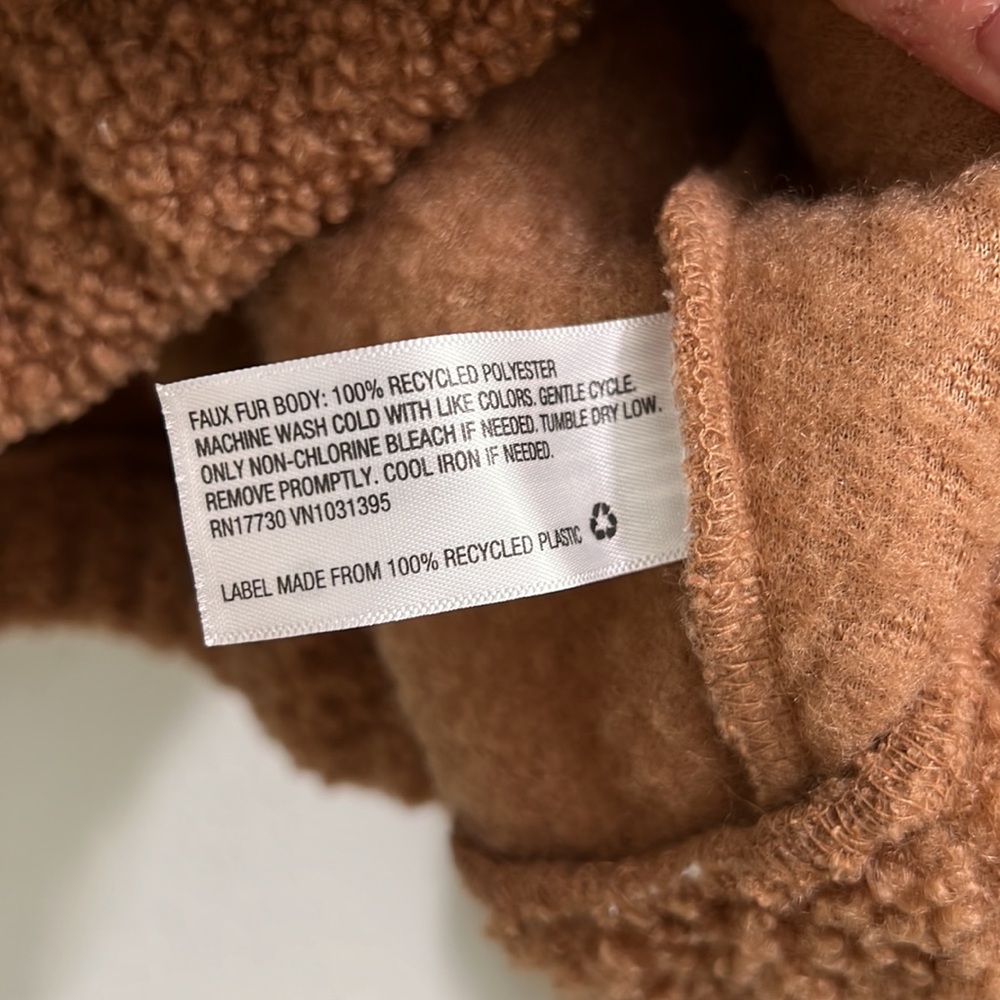 FAUX FUR BODY: 100% RECYCLED POLYESTER
MACHINE WASH COLD WITH LIKE COLORS. GENTLE CYCLE.
ONLY NON-CHLORINE BLEACH IF NEEDED. TUMBLE DRY LOW.
REMOVE PROMPTLY. COOL IRON IF NEEDED.
RN17730 VN1031395
LABEL MADE FROM 100% RECYCLED PLASTIC